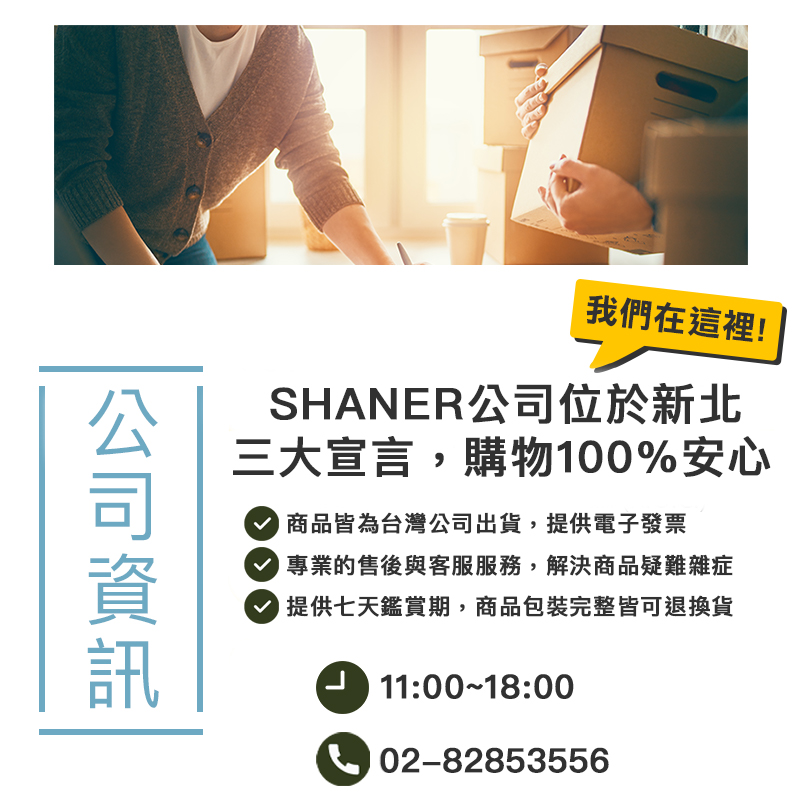 我們在這裡!
公司資訊
SHANER公司位於新北
三大宣言，購物100%安心
商品皆為台灣公司出貨，提供電子發票
專業的售後與客服服務，解決商品疑難雜症
提供七天鑑賞期，商品包裝完整皆可退換貨
11:00~18:00
02-82853556